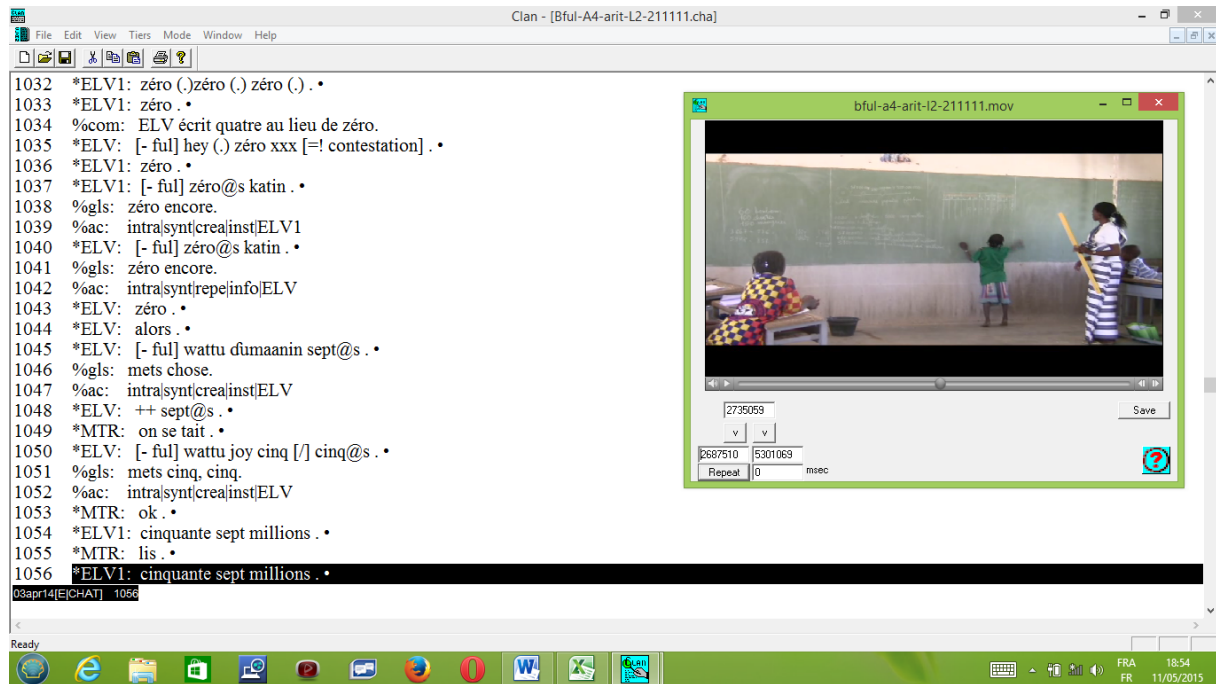 Clan - [Bful-A4-arit-L2-211111.cha]
File Edit View Tiers Mode Window Help
1032 *ELV1: zéro (.)zéro (.) zéro (.) . •
1033 *ELV1: zéro . •
1034 %com: ELV écrit quatre au lieu de zéro.
1035 *ELV: [- ful] hey (.) zéro xxx [=! contestation] . •
1036 *ELV1: zéro . •
1037 *ELV1: [- ful] zéro@s katin . •
1038 %gls: zéro encore.
1039 %ac: intra|synt|crea|inst|ELV1
1040 *ELV: [- ful] zéro@s katin . •
1041 %gls: zéro encore.
1042 %ac: intra|synt|repe|info|ELV
1043 *ELV: zéro . •
1044 *ELV: alors . •
1045 *ELV: [- ful] wattu ɗumaanin sept@s . •
1046 %gls: mets chose.
1047 %ac: intra|synt|crea|inst|ELV
1048 *ELV: ++ sept@s . •
1049 *MTR: on se tait . •
1050 *ELV: [- ful] wattu joy cinq [/] cinq@s . •
1051 %gls: mets cinq, cinq.
1052 %ac: intra|synt|crea|inst|ELV
1053 *MTR: ok . •
1054 *ELV1: cinquante sept millions . •
1055 *MTR: lis . •
1056 *ELV1: cinquante sept millions . •
03apr14[E|CHAT] 1056
bful-a4-arit-l2-211111.mov
2735059
Save
v v
2687510 5301069
Repeat 0 msec
Ready
FRA 18:54
FR 11/05/2015